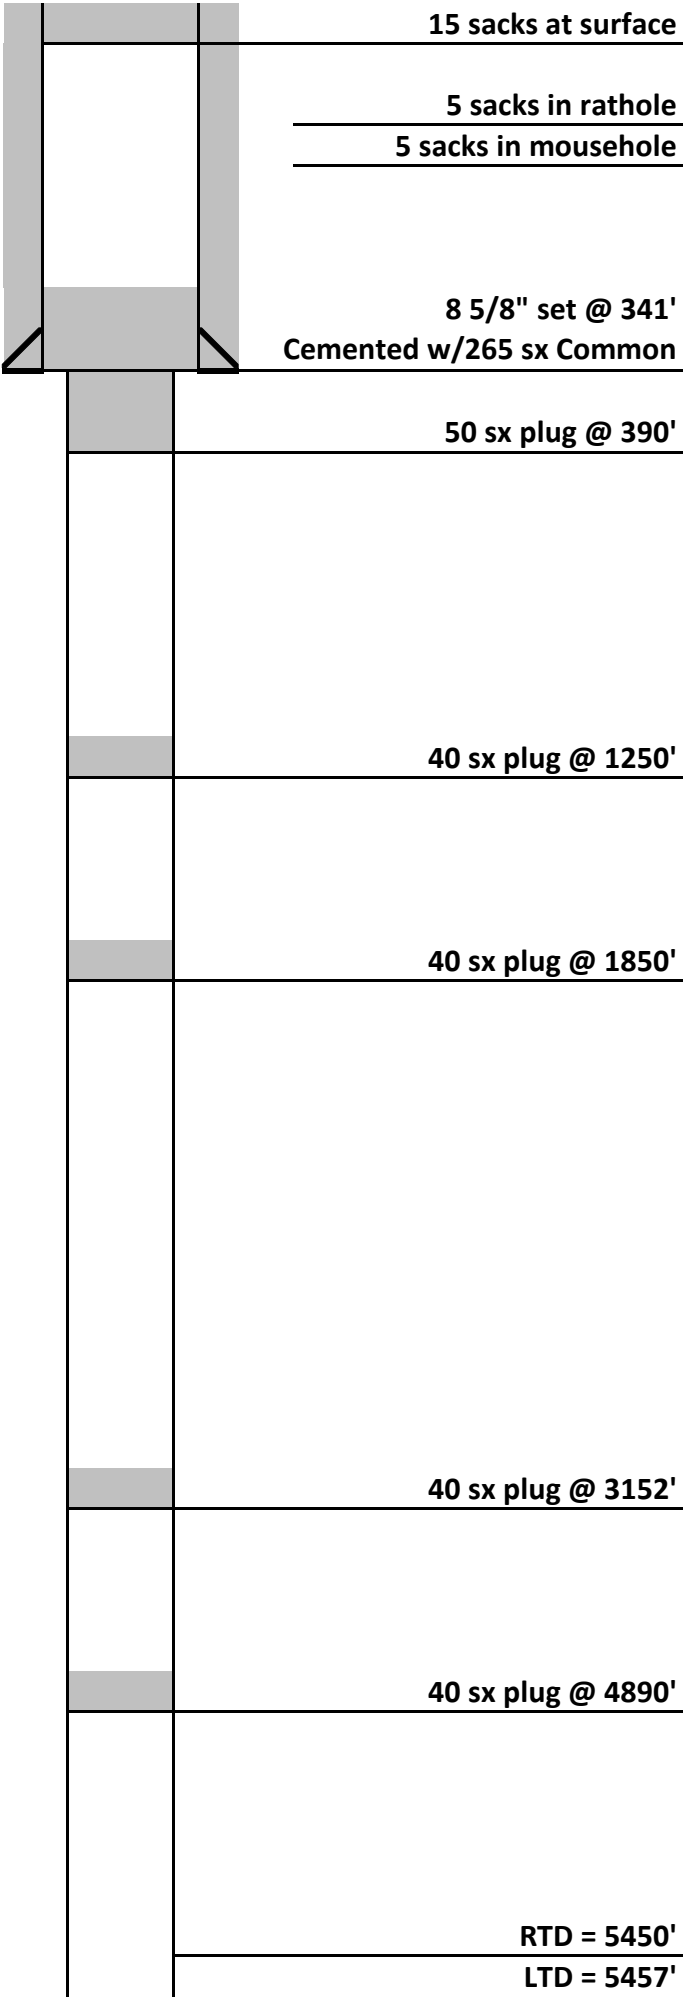 15 sacks at surface
5 sacks in rathole
5 sacks in mousehole
8 5/8" set @ 341'
Cemented w/265 sx Common
50 sx plug @ 390'
40 sx plug @ 1250'
40 sx plug @ 1850'
40 sx plug @ 3152'
40 sx plug @ 4890'
RTD = 5450'
LTD = 5457'